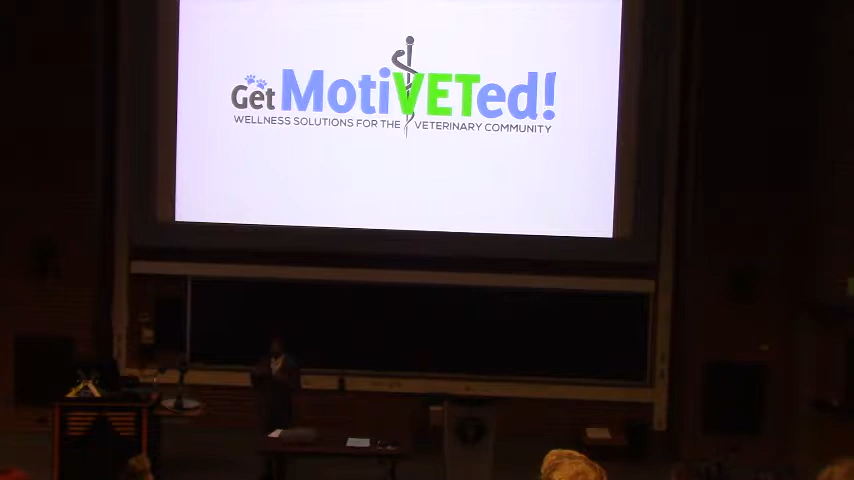 Get MotiVETed!
WELLNESS SOLUTIONS FOR THE VETERINARY COMMUNITY